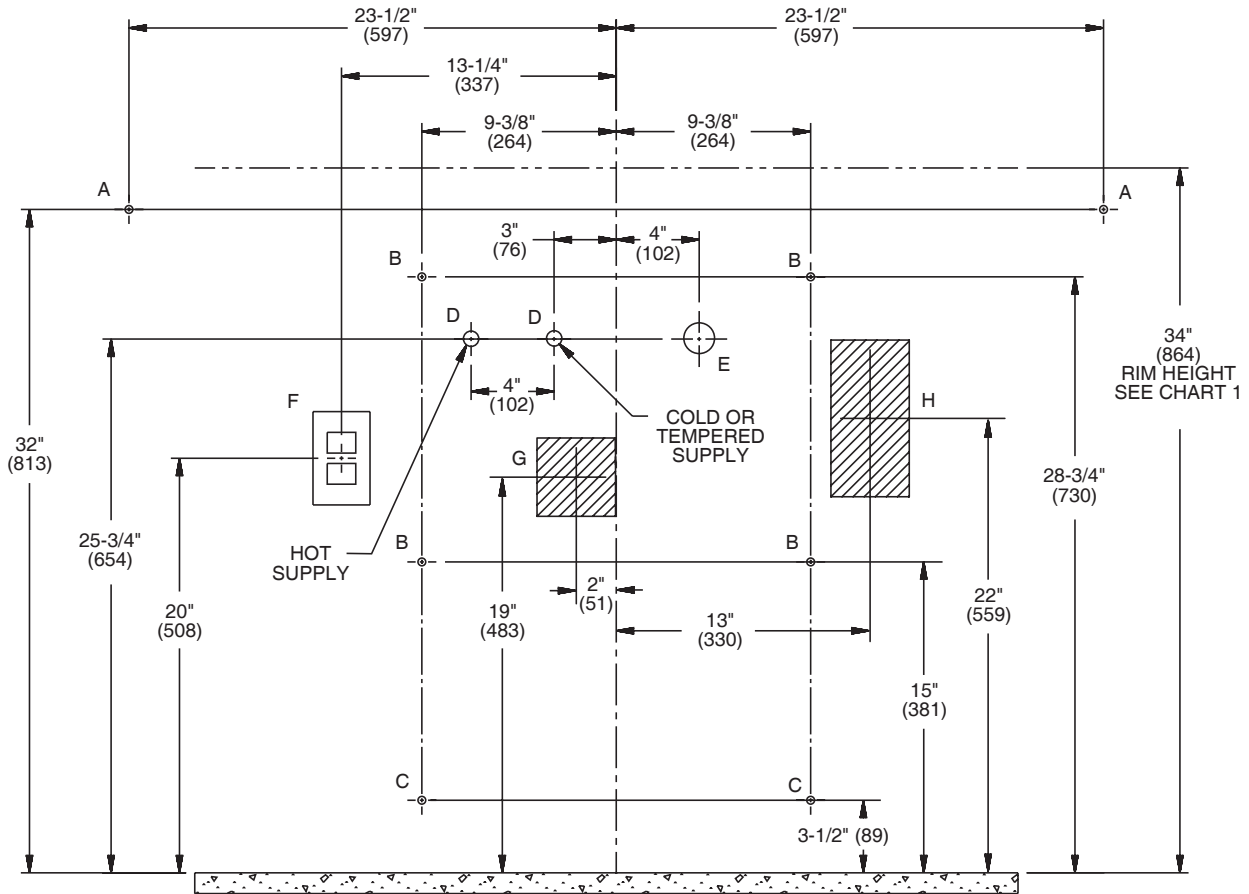 23-1/2"
(597)
23-1/2"
(597)
13-1/4"
(337)
9-3/8"
(264)
9-3/8"
(264)
A
A
3"
(76)
4"
(102)
B
B
D
D
E
34"
(864)
RIM HEIGHT
SEE CHART 1
4"
(102)
F
H
COLD OR
TEMPERED
SUPPLY
32"
(813)
G
28-3/4"
(730)
25-3/4"
(654)
HOT
SUPPLY
B
B
20"
(508)
19"
(483)
2"
(51)
22"
(559)
13"
(330)
15"
(381)
C
C
3-1/2" (89)